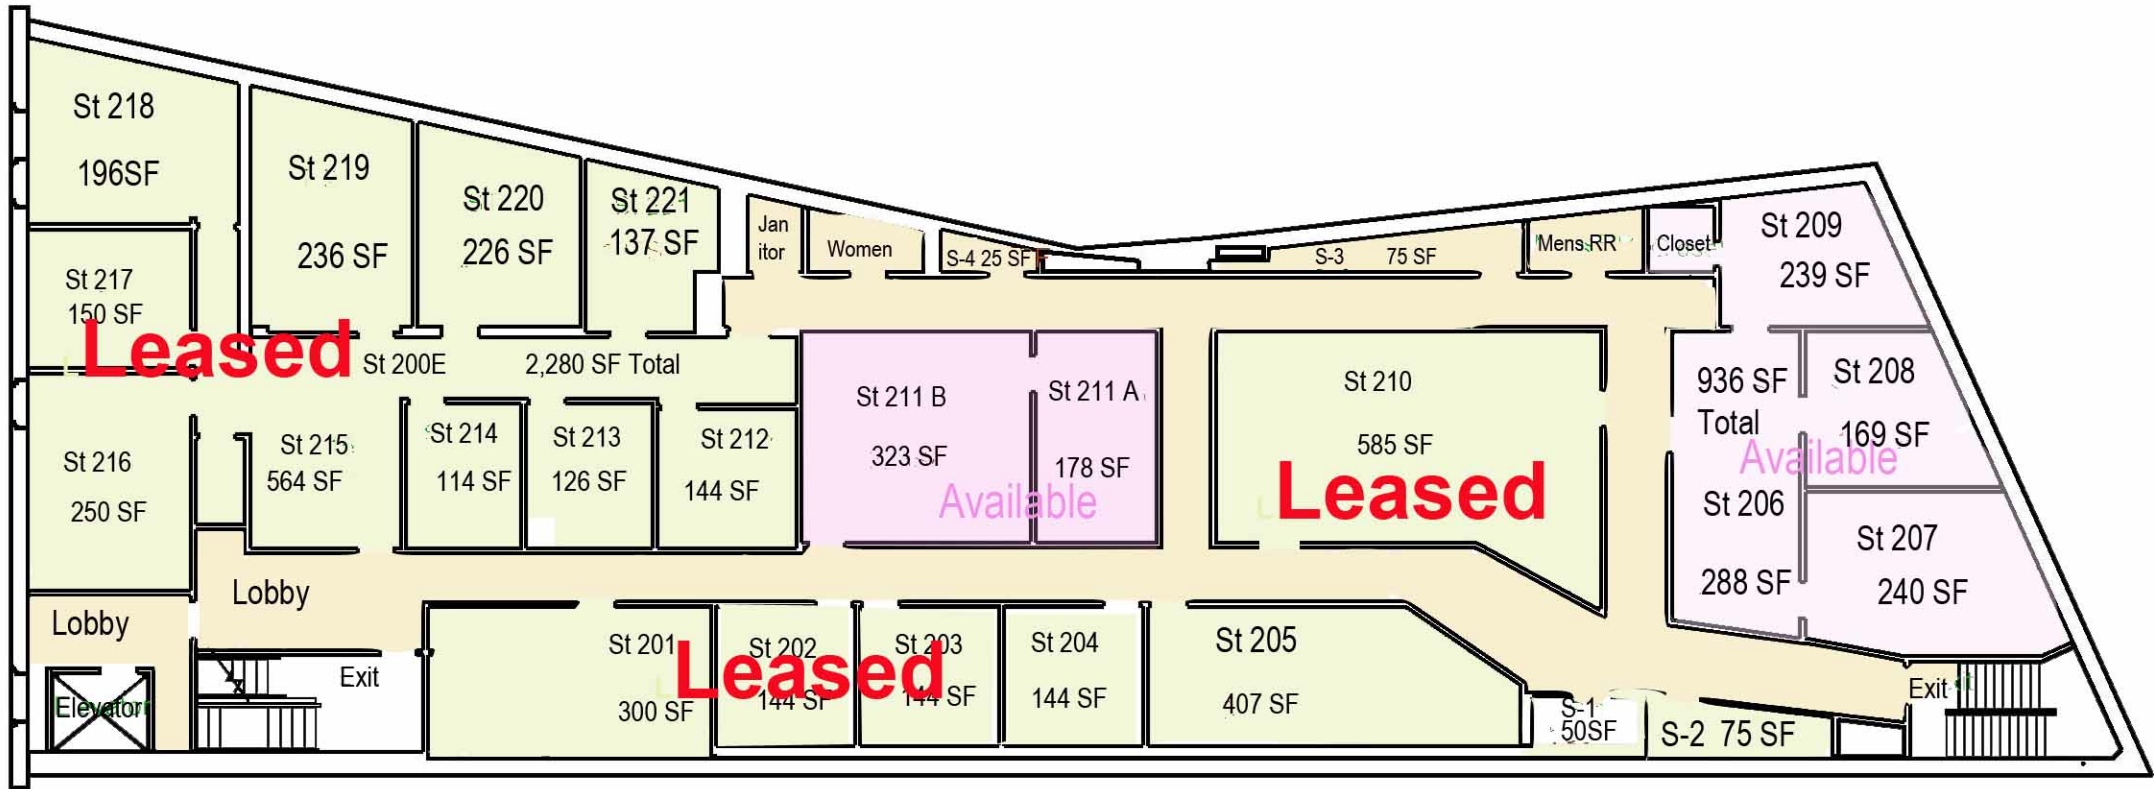 St 218
196SF
St 219
236 SF
St 220
226 SF
St 221
137 SF
Jan
itor
Women
S-4 25 SF
S-3 75 SF
Mens RR
Closet
St 209
239 SF
St 217
150 SF
Leased
St 200E 2,280 SF Total
St 216
250 SF
St 215
564 SF
St 214
114 SF
St 213
126 SF
St 212
144 SF
St 211 B
323 SF
St 211 A
178 SF
Available
St 210
585 SF
Leased
936 SF
Total
Available
St 208
169 SF
St 206
288 SF
St 207
240 SF
Lobby
Lobby
Elevator
Exit
St 201
300 SF
St 202
144 SF
Leased
St 203
144 SF
St 204
144 SF
St 205
407 SF
S-1
50SF
S-2 75 SF
Exit